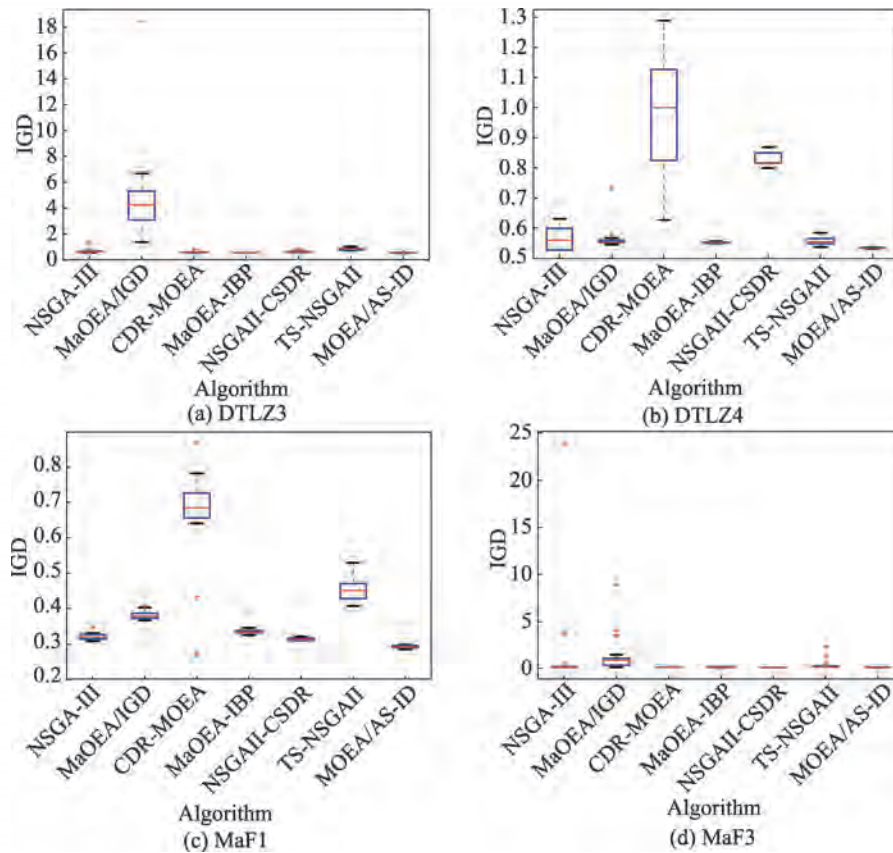 18
16
14
12
10
8
6
4
2
0
IGD
NSGA-III
MaOEA/IGD
CDR-MOEA
MaOEA-IBP
NSGAII-CSDR
TS-NSGAII
MOEA/AS-ID
Algorithm
(a) DTLZ3
1.3
1.2
1.1
1.0
0.9
0.8
0.7
0.6
0.5
IGD
NSGA-III
MaOEA/IGD
CDR-MOEA
MaOEA-IBP
NSGAII-CSDR
TS-NSGAII
MOEA/AS-ID
Algorithm
(b) DTLZ4
0.8
0.7
0.6
0.5
0.4
0.3
0.2
IGD
NSGA-III
MaOEA/IGD
CDR-MOEA
MaOEA-IBP
NSGAII-CSDR
TS-NSGAII
MOEA/AS-ID
Algorithm
(c) MaF1
25
20
15
10
5
0
IGD
NSGA-III
MaOEA/IGD
CDR-MOEA
MaOEA-IBP
NSGAII-CSDR
TS-NSGAII
MOEA/AS-ID
Algorithm
(d) MaF3